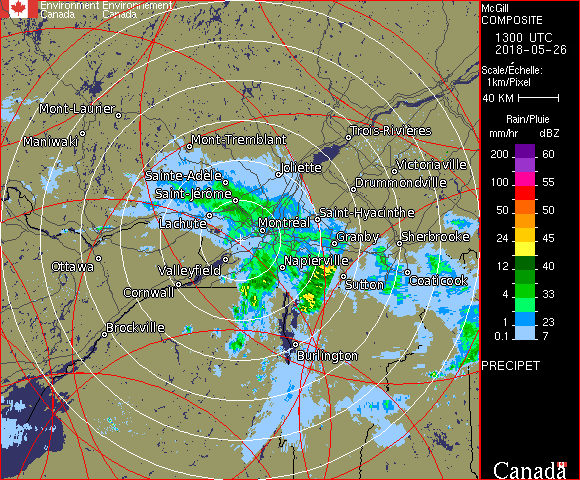 Environment Environnement
Canada Canada
McGill
COMPOSITE
1300 UTC
2018-05-26
Scale/Échelle:
1km/Pixel
40 KM
Rain/Pluie
mm/hr dBZ
200 60
100 55
50 50
24 45
12 40
4 33
1 23
0.1 7
PRECIPET
Canada
Mont-Laurier
Maniwaki
Mont-Tremblant
Trois-Rivières
Joliette
Victoriaville
Sainte-Adèle
Drummondville
Saint-Jérôme
Lachute
Saint-Hyacinthe
Montréal
Granby
Sherbrooke
Ottawa
Valleyfield
Napierville
Sutton
Coaticook
Cornwall
Brockville
Burlington